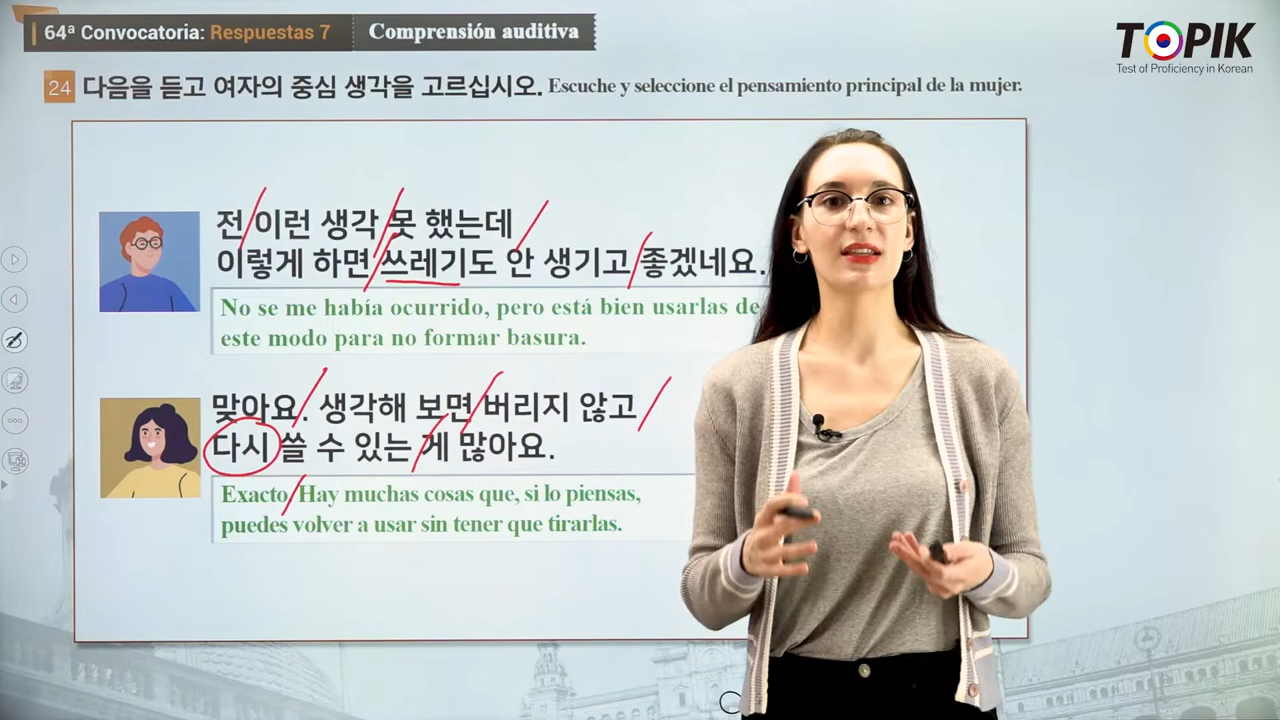 64ª Convocatoria: Respuestas 7
Comprensión auditiva
TOPIK
Test of Proficiency in Korean
24 다음을 듣고 여자의 중심 생각을 고르십시오. Escuche y seleccione el pensamiento principal de la mujer.
전 이런 생각 못 했는데
이렇게 하면 쓰레기도 안 생기고 좋겠네요.
No se me había ocurrido, pero está bien usarlas de
este modo para no formar basura.
맞아요. 생각해 보면 버리지 않고
다시 쓸 수 있는 게 많아요.
Exacto. Hay muchas cosas que, si lo piensas,
puedes volver a usar sin tener que tirarlas.